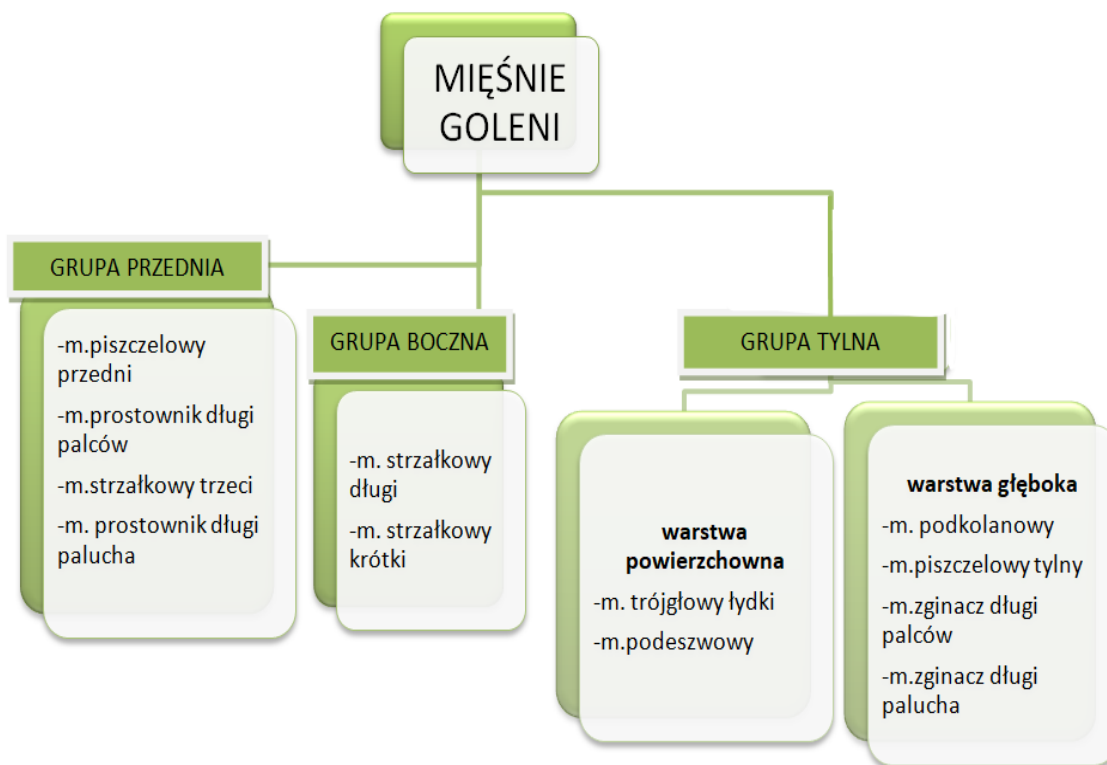 MIĘŚNIE
GOLENI
GRUPA PRZEDNIA
-m.piszczelowy
przedni
-m.prostownik długi
palców
-m.strzałkowy trzeci
-m. prostownik długi
palucha
GRUPA BOCZNA
-m. strzałkowy
długi
-m. strzałkowy
krótki
GRUPA TYLNA
warstwa
powierzchowna
-m. trójgłowy łydki
-m.podeszwowy
warstwa głęboka
-m. podkolanowy
-m.piszczelowy tylny
-m.zginacz długi
palców
-m.zginacz długi
palucha